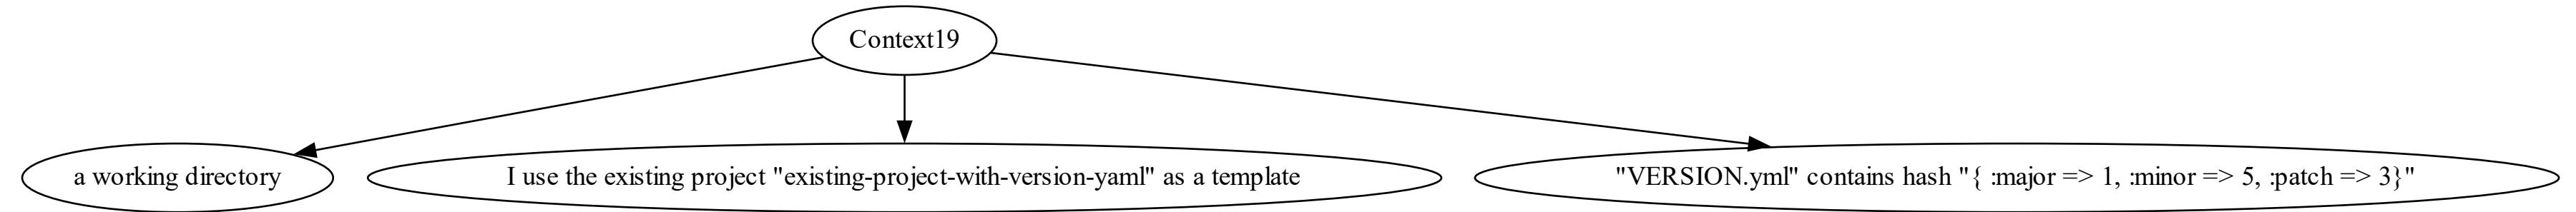 Context19
a working directory
I use the existing project "existing-project-with-version-yaml" as a template
"VERSION.yml" contains hash "{ :major => 1, :minor => 5, :patch => 3}"